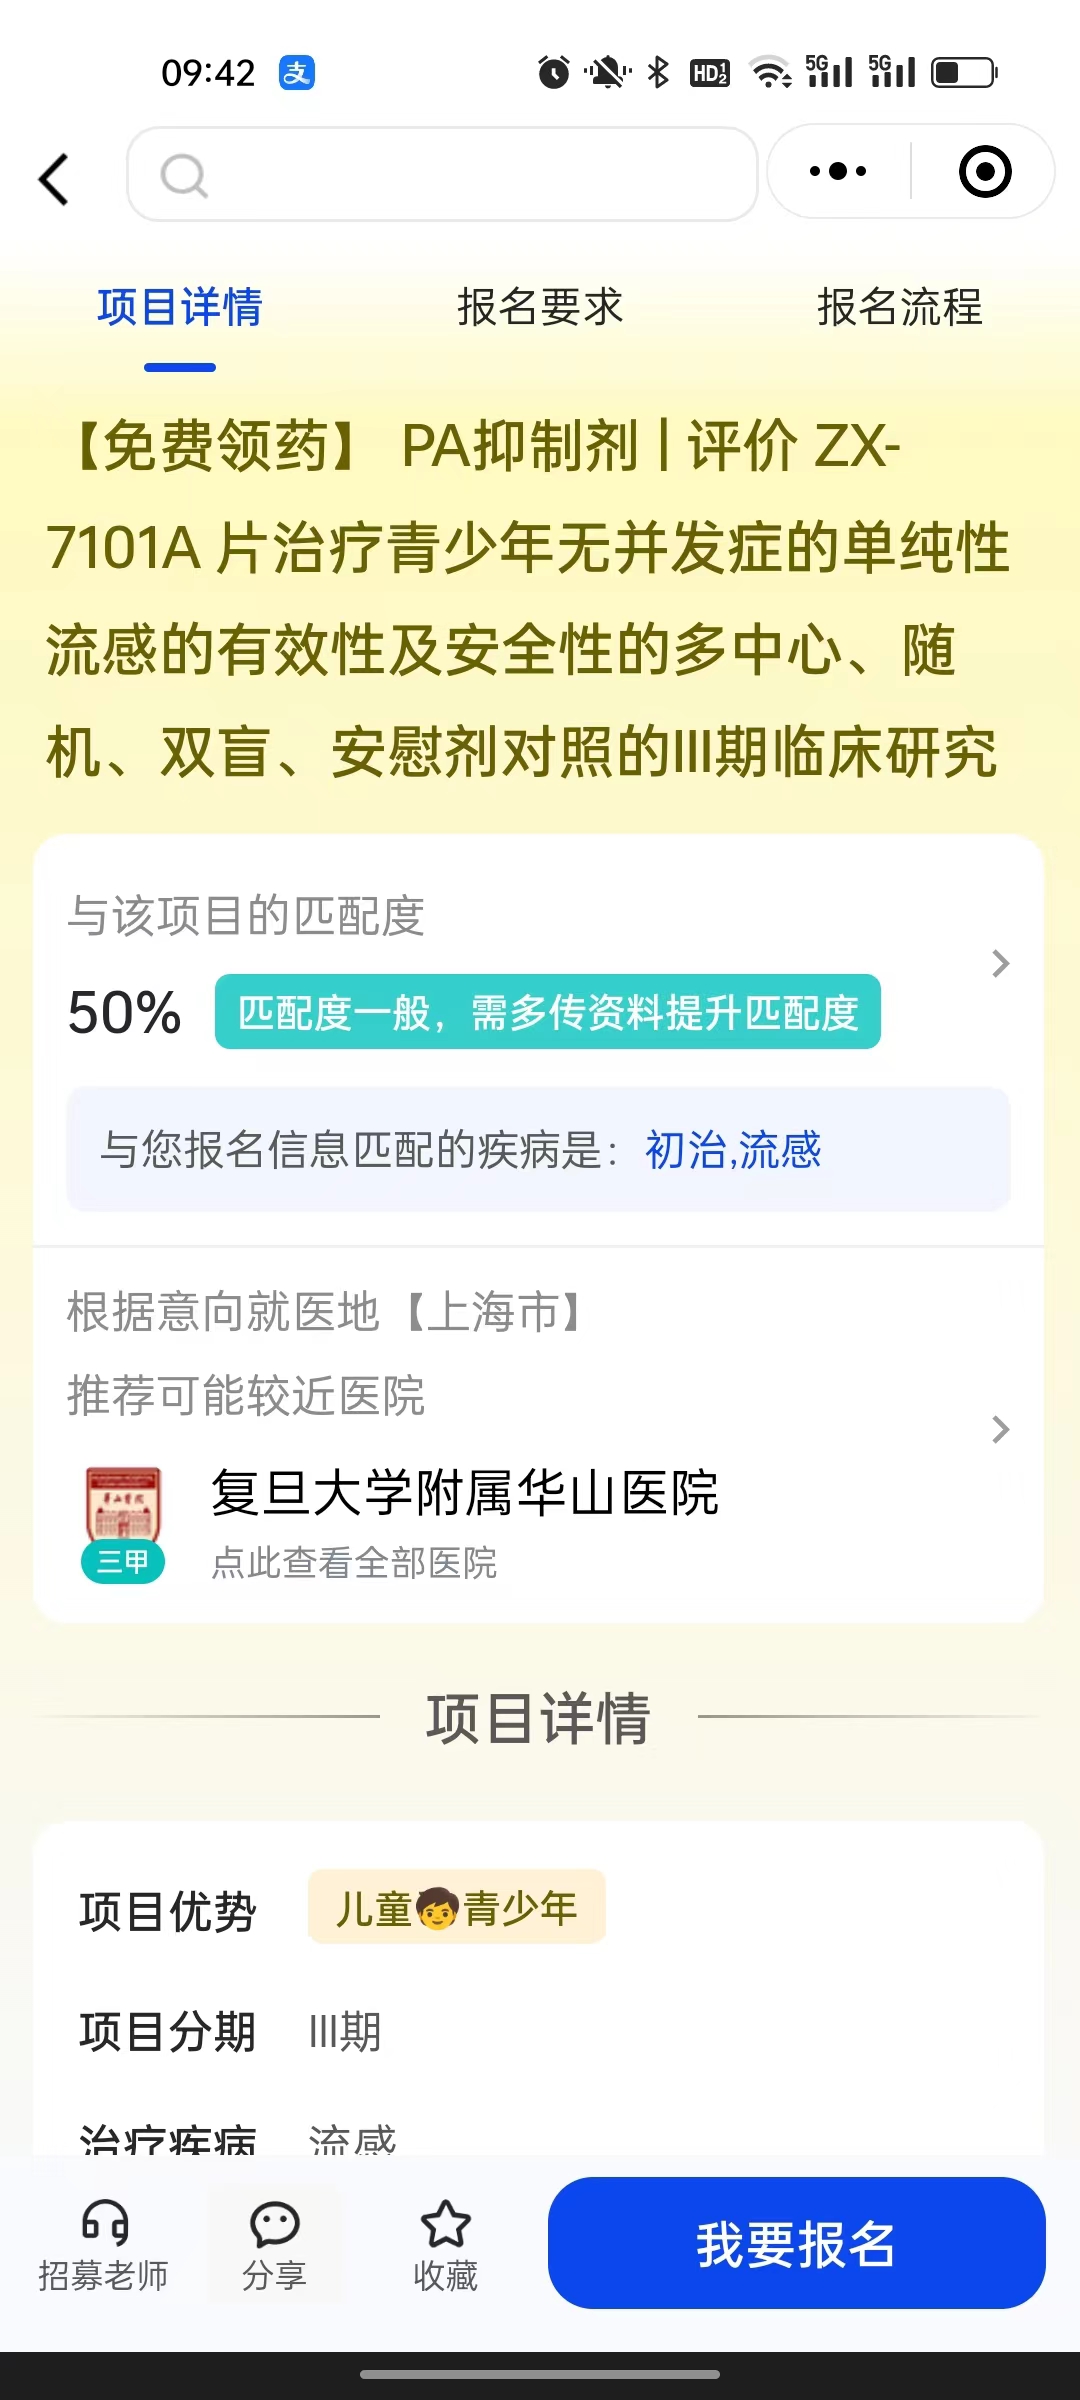 09:42 支 HD 1 2 5G 5G
项目详情 报名要求 报名流程
【免费领药】 PA抑制剂 | 评价 ZX-
7101A 片治疗青少年无并发症的单纯性
流感的有效性及安全性的多中心、随
机、双盲、安慰剂对照的III期临床研究
与该项目的匹配度
50% 匹配度一般，需多传资料提升匹配度
与您报名信息匹配的疾病是：初治,流感
根据意向就医地【上海市】
推荐可能较近医院
华山医院
复旦大学附属华山医院
三甲
点此查看全部医院
项目详情
项目优势 儿童🧒青少年
项目分期 III期
治疗疾病 流感
招募老师 分享 收藏 我要报名